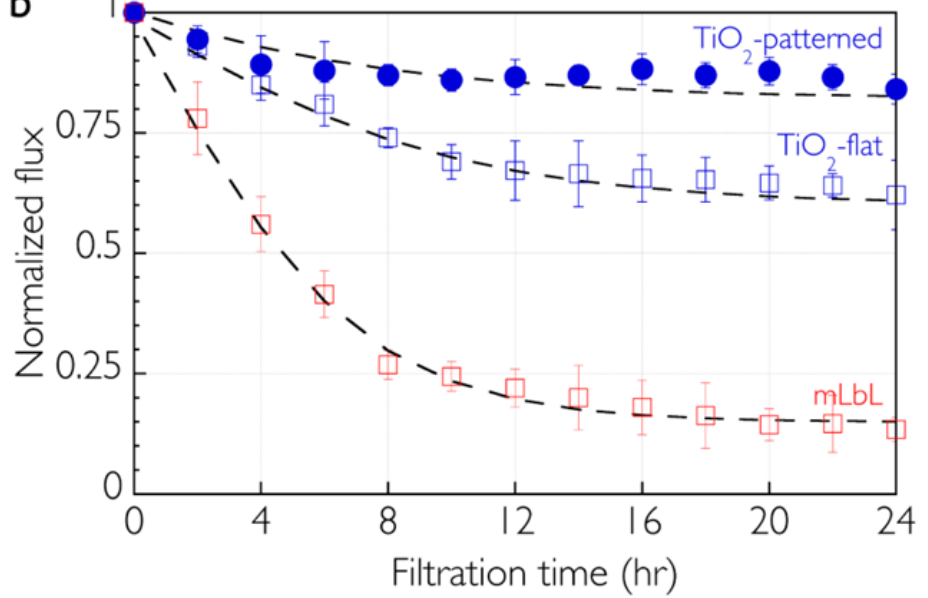 b
1
TiO2-patterned
0.75
TiO2-flat
0.5
Normalized flux
0.25
mLbL
0
0 4 8 12 16 20 24
Filtration time (hr)